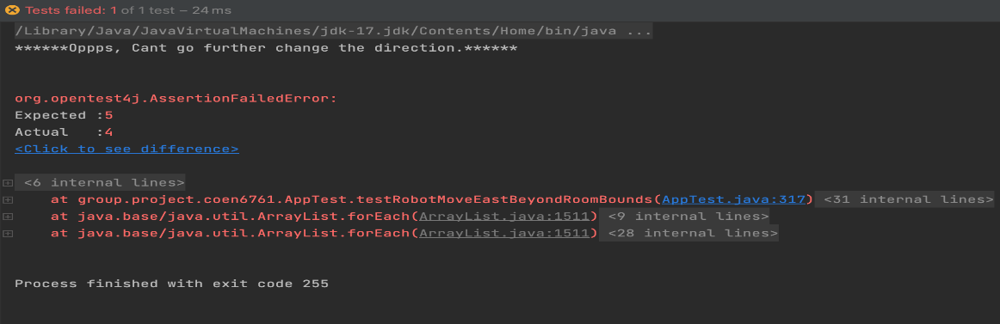 Tests failed: 1 of 1 test – 24 ms
/Library/Java/JavaVirtualMachines/jdk-17.jdk/Contents/Home/bin/java ...
******Oppps, Cant go further change the direction.******
org.opentest4j.AssertionFailedError:
Expected :5
Actual   :4
<Click to see difference>
<6 internal lines>
at group.project.coen6761.AppTest.testRobotMoveEastBeyondRoomBounds(AppTest.java:317) <31 internal lines>
at java.base/java.util.ArrayList.forEach(ArrayList.java:1511) <9 internal lines>
at java.base/java.util.ArrayList.forEach(ArrayList.java:1511) <28 internal lines>
Process finished with exit code 255